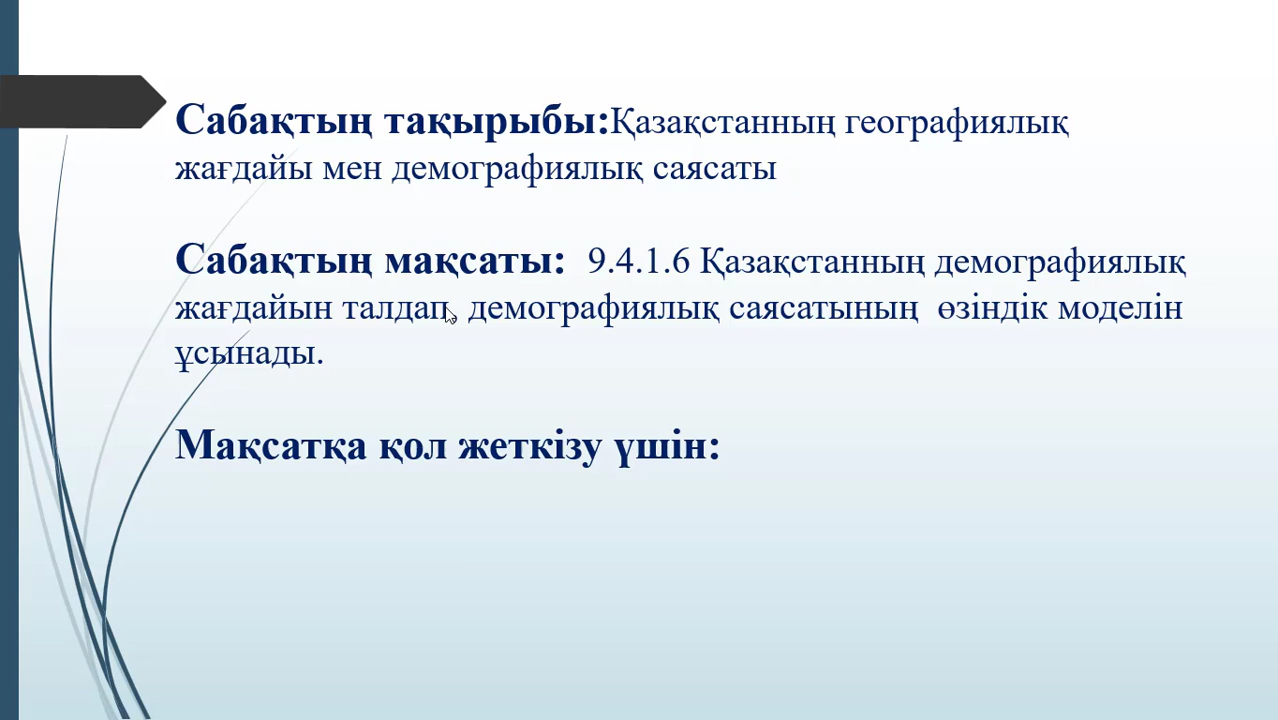 Сабақтың тақырыбы:Қазақстанның географиялық
жағдайы мен демографиялық саясаты
Сабақтың мақсаты: 9.4.1.6 Қазақстанның демографиялық
жағдайын талдап, демографиялық саясатының өзіндік моделін
ұсынады.
Мақсатқа қол жеткізу үшін: